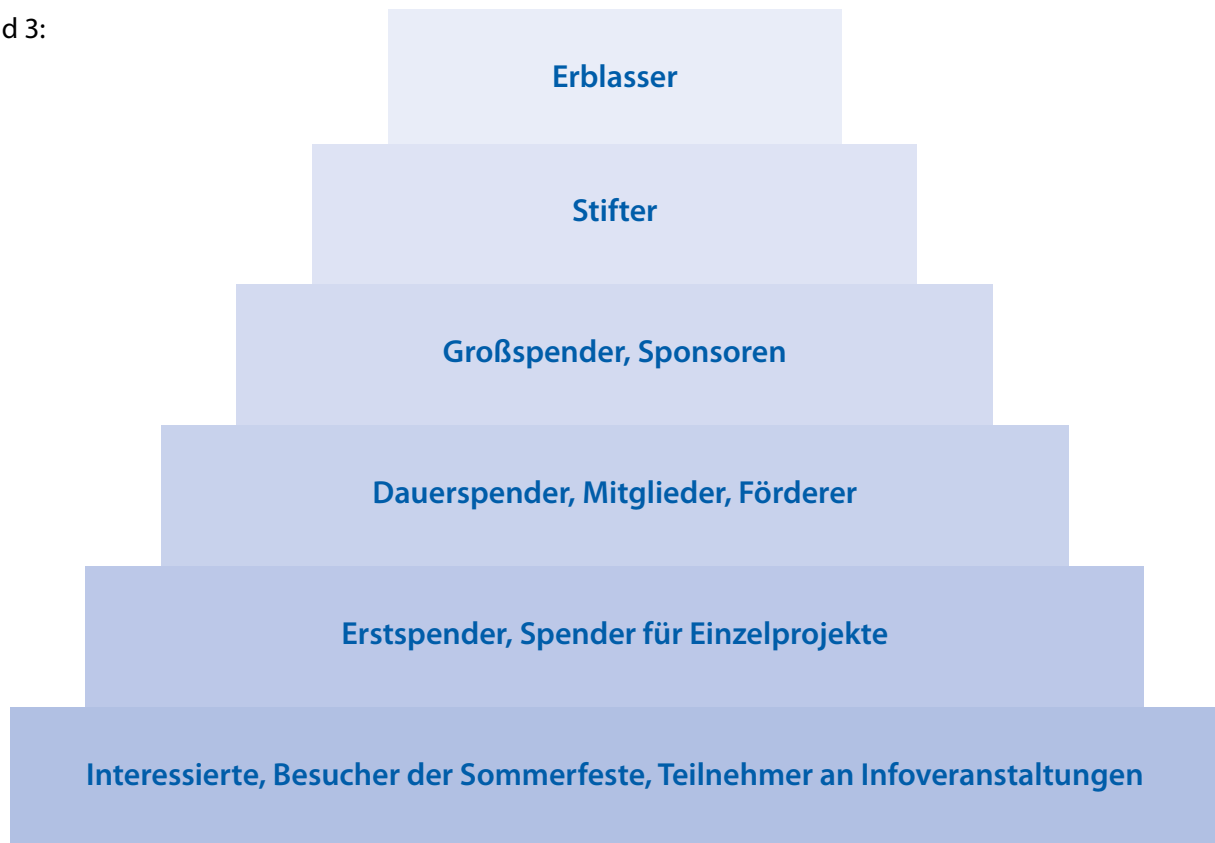 d 3:
Erblasser
Stifter
Großspender, Sponsoren
Dauerspender, Mitglieder, Förderer
Erstspender, Spender für Einzelprojekte
Interessierte, Besucher der Sommerfeste, Teilnehmer an Infoveranstaltungen